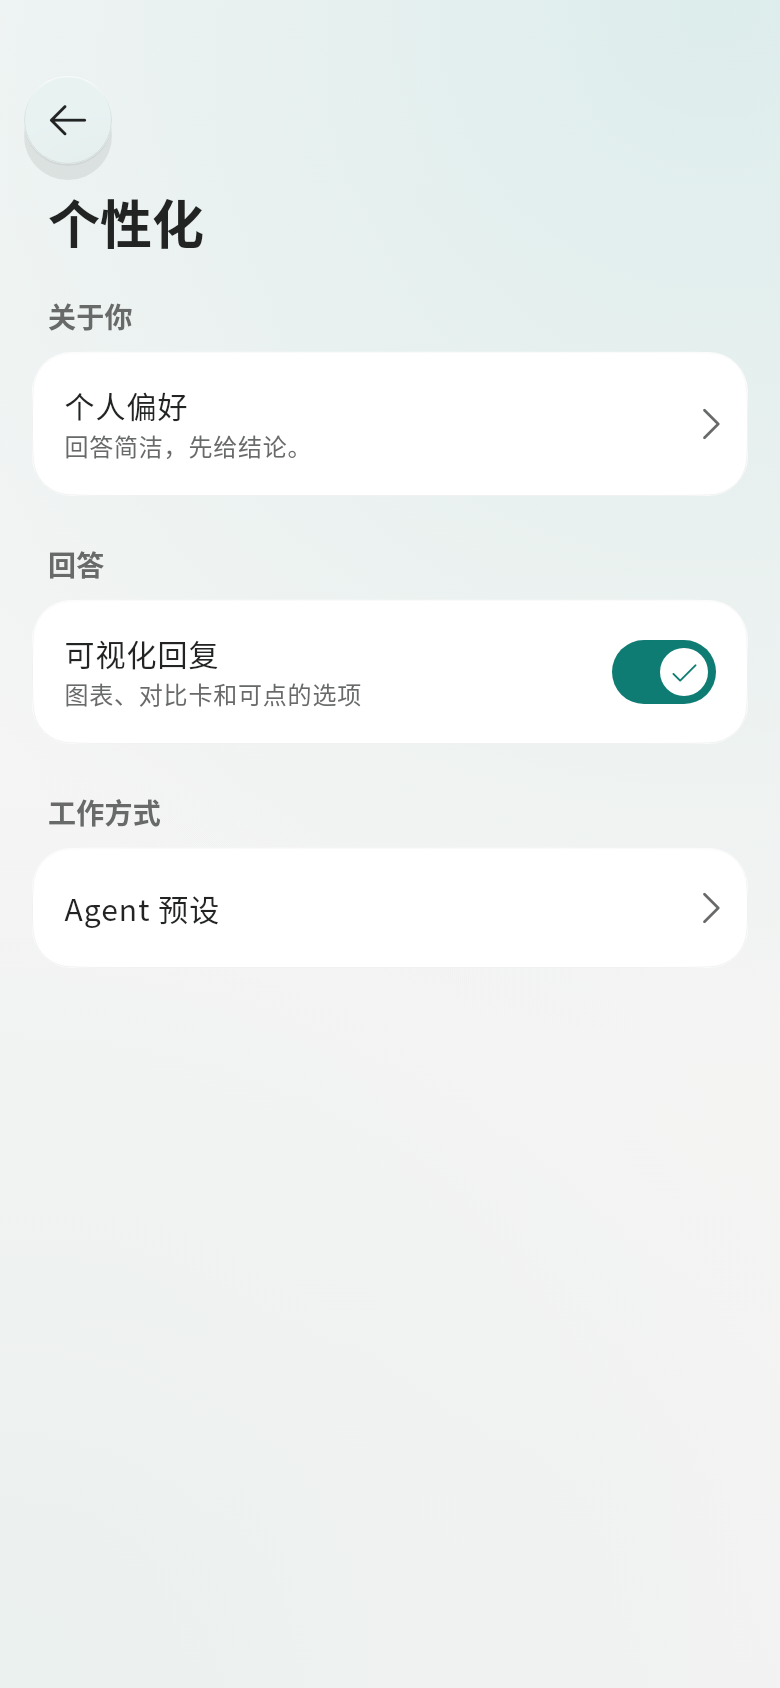 个性化
关于你
个人偏好
回答简洁，先给结论。
回答
可视化回复
图表、对比卡和可点的选项
工作方式
Agent 预设